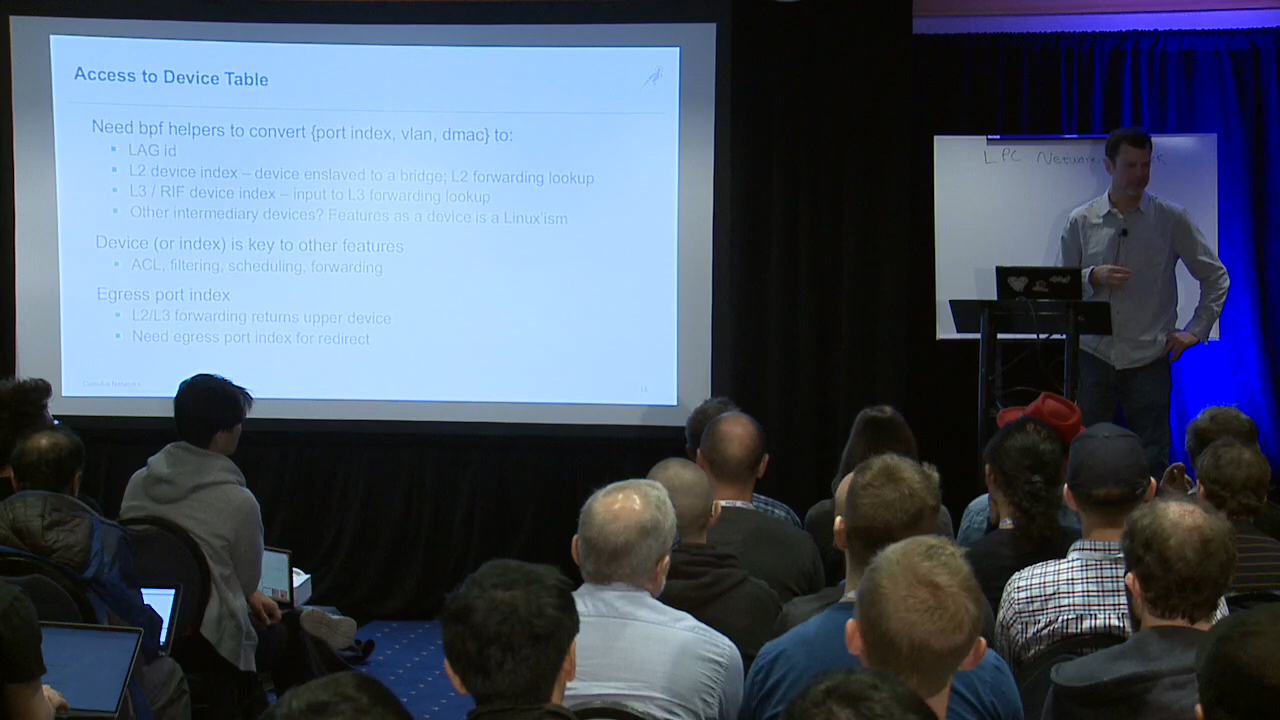 Access to Device Table
Need bpf helpers to convert {port index, vlan, dmac} to:
LAG id
L2 device index – device enslaved to a bridge; L2 forwarding lookup
L3 / RIF device index – input to L3 forwarding lookup
Other intermediary devices? Features as a device is a Linux'ism
Device (or index) is key to other features
ACL, filtering, scheduling, forwarding
Egress port index
L2/L3 forwarding returns upper device
Need egress port index for redirect
Cumulus Networks
LPC